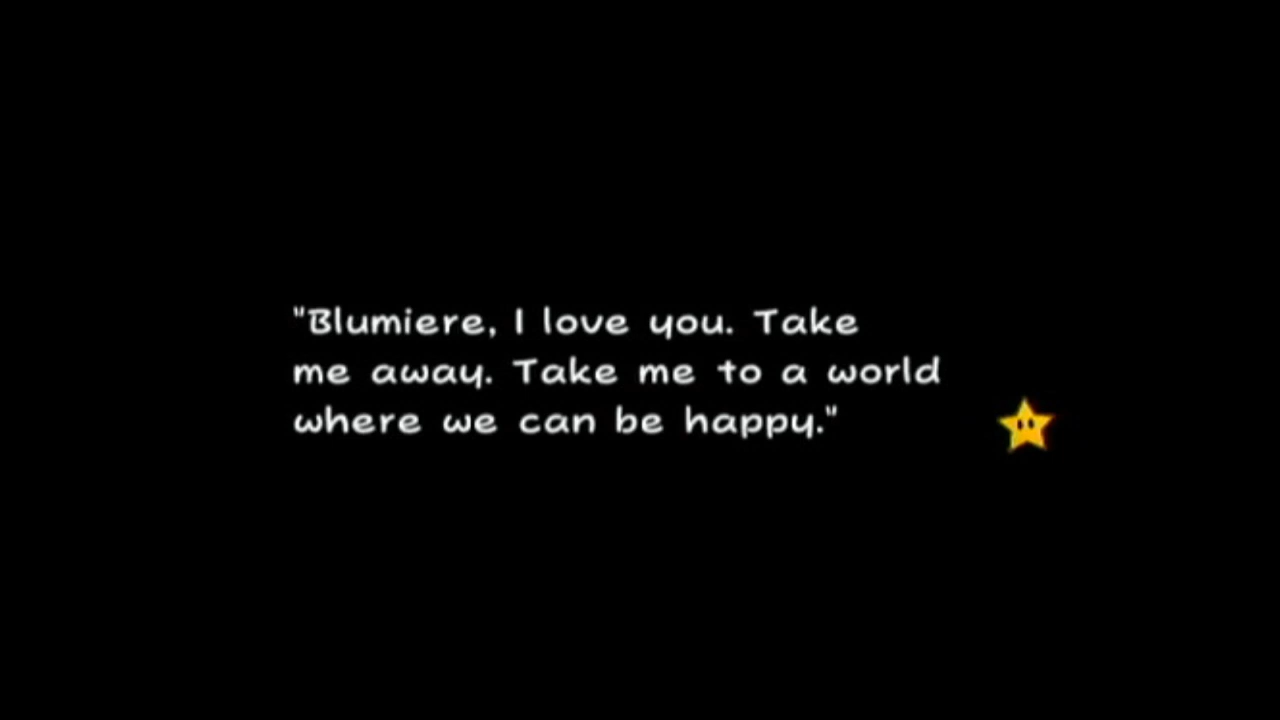 "Blumiere, I love you. Take
me away. Take me to a world
where we can be happy."